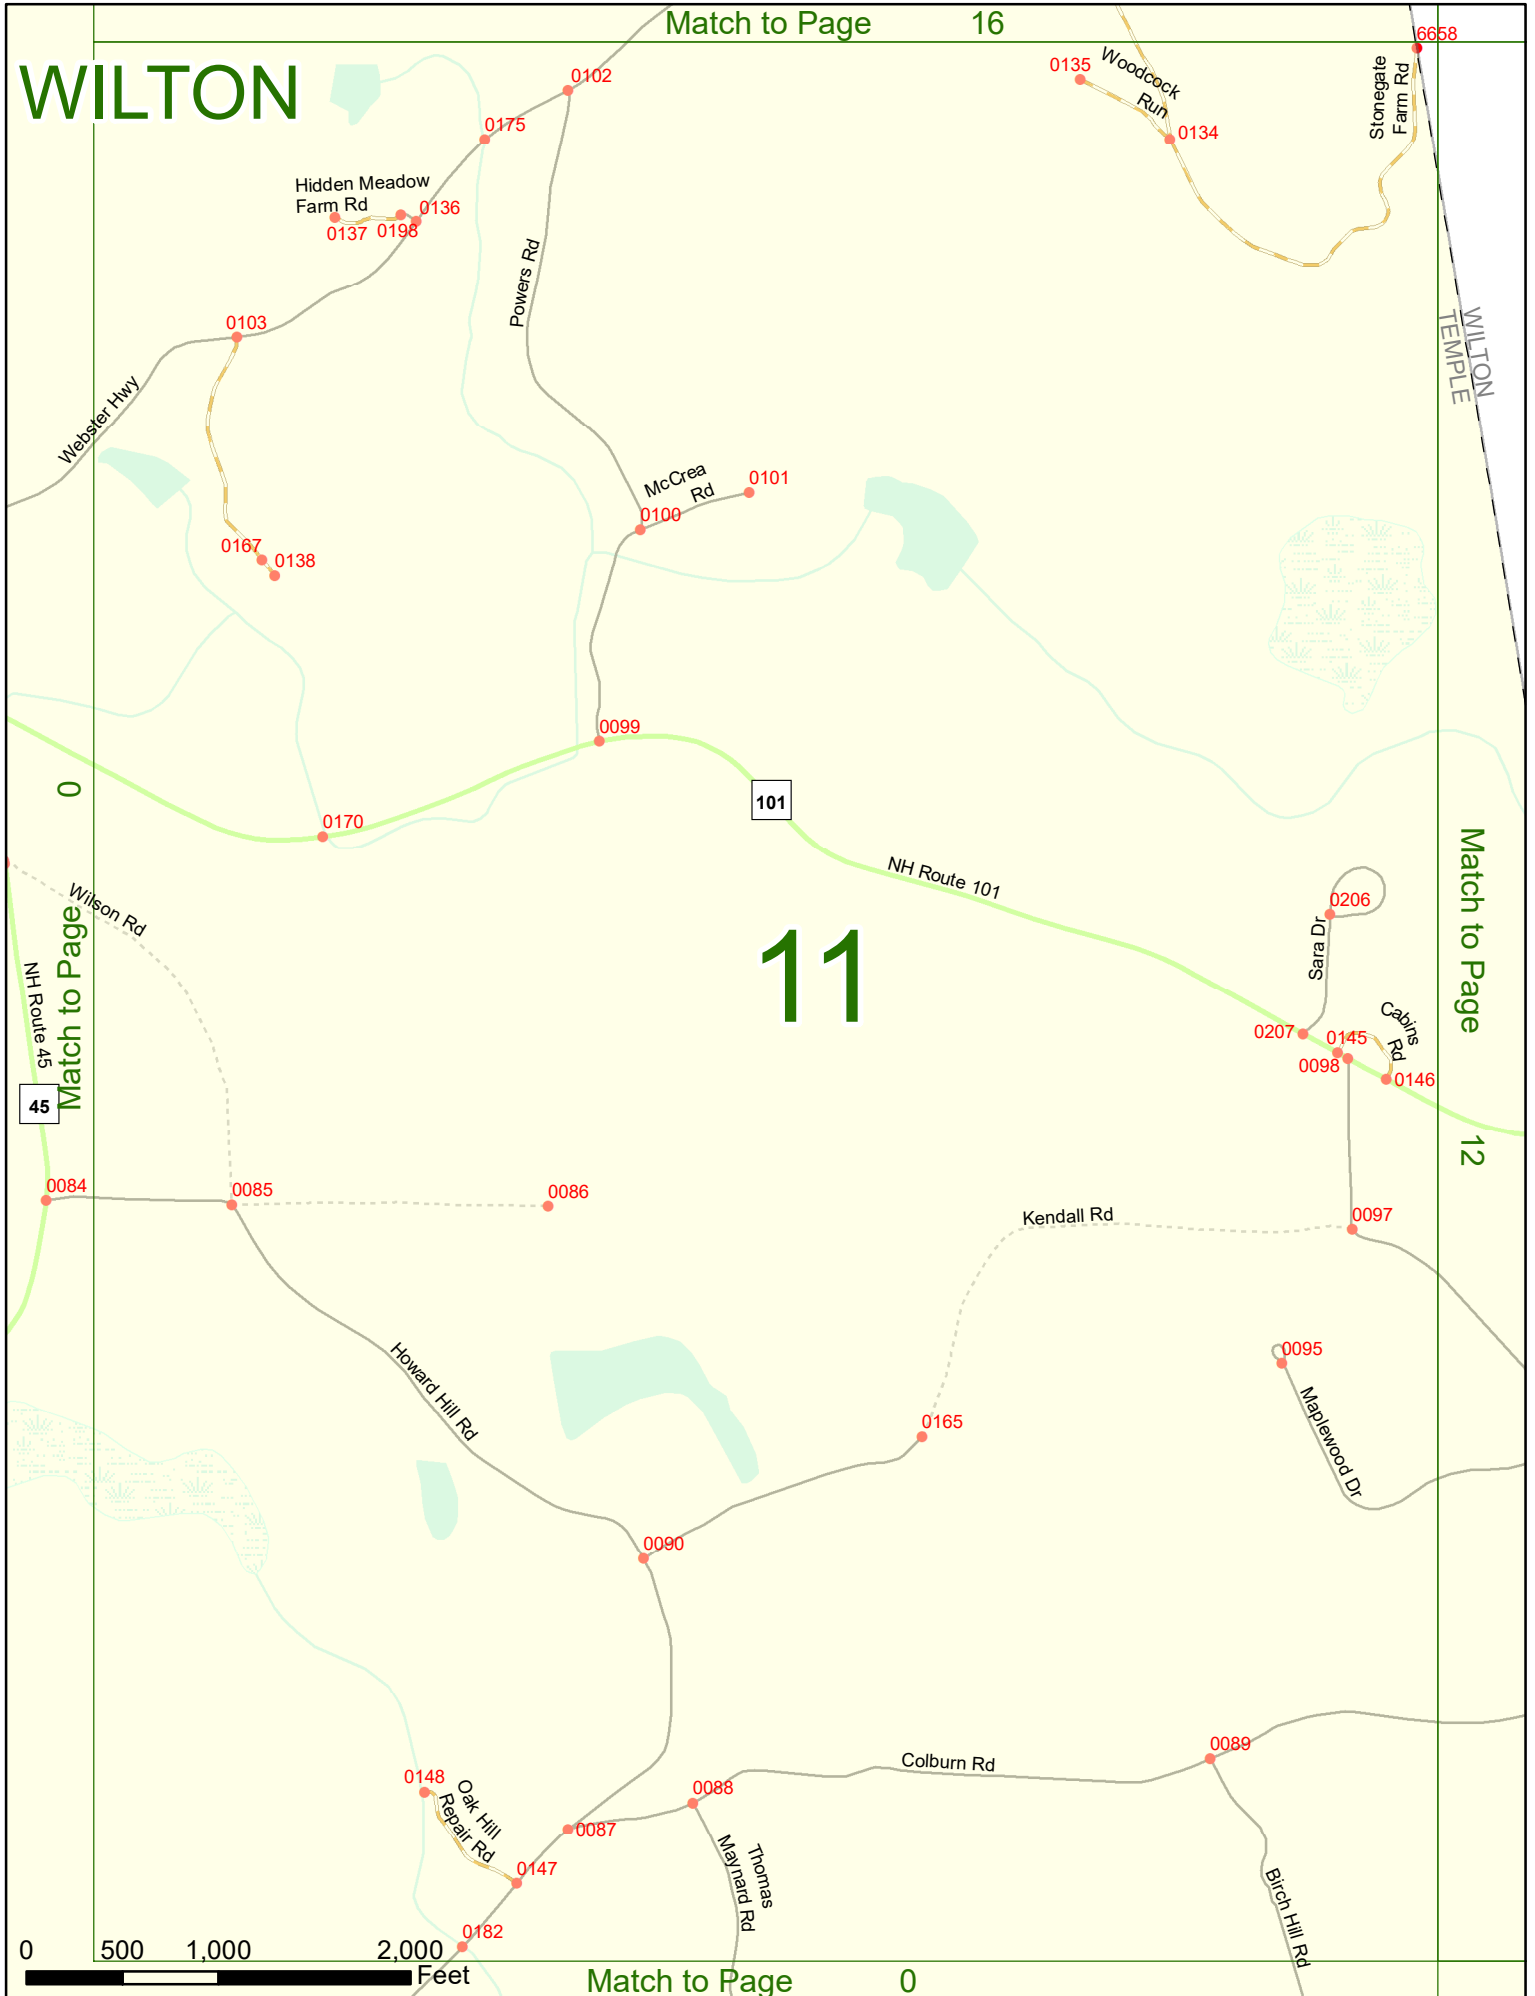 Match to Page 16
WILTON
6658
0102
0135
Woodcock
Run
Stonegate
Farm Rd
0175
0134
Hidden Meadow
Farm Rd
0136
0137
0198
Powers Rd
0103
WILTON
TEMPLE
Webster Hwy
McCrea
Rd
0101
0100
0167
0138
0099
101
0170
Match to Page 0
NH Route 101
Match to Page 12
Wilson Rd
0206
11
Sara Dr
NH Route 45
Cabins
Rd
0207
0145
0098
0146
45
0084
0085
0086
Kendall Rd
0097
Howard Hill Rd
0095
Maplewood Dr
0165
0090
0089
Colburn Rd
0148
Oak Hill
Repair Rd
0088
0087
Thomas
Maynard Rd
0147
Birch Hill Rd
0182
0 500 1,000 2,000
Feet
Match to Page 0